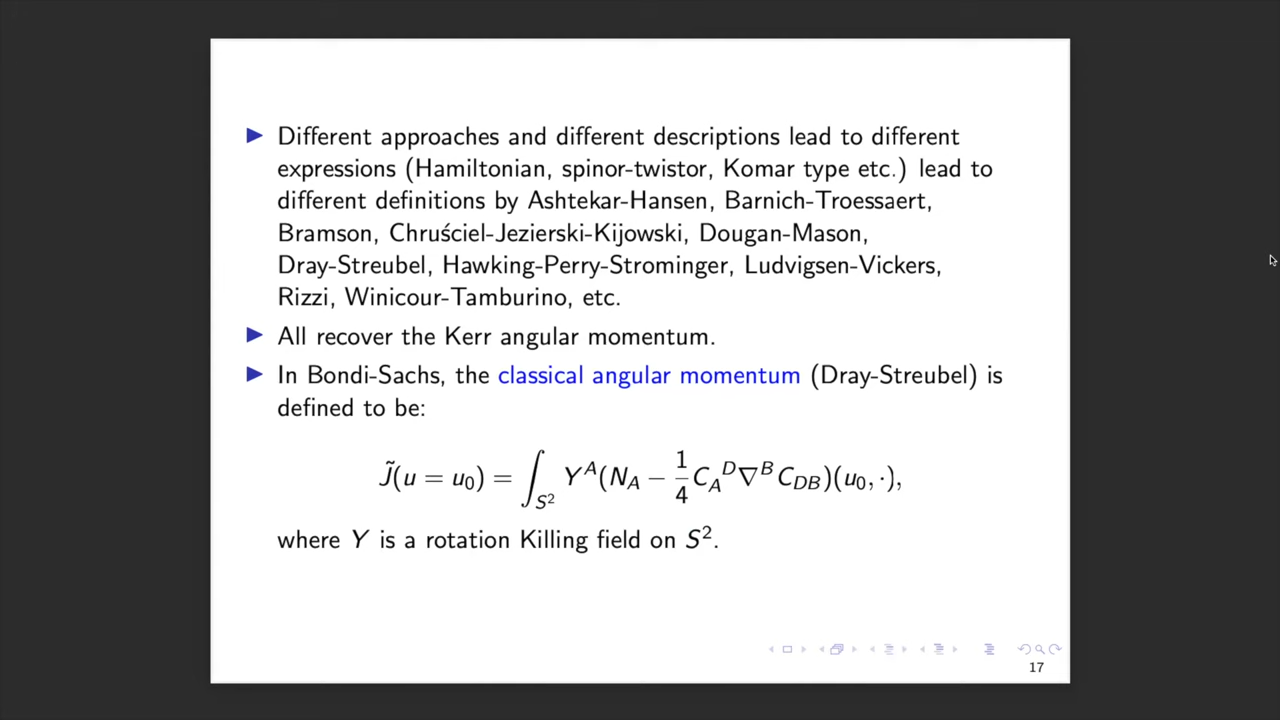 ▶ Different approaches and different descriptions lead to different
expressions (Hamiltonian, spinor-twistor, Komar type etc.) lead to
different definitions by Ashtekar-Hansen, Barnich-Troessaert,
Bramson, Chruściel-Jezierski-Kijowski, Dougan-Mason,
Dray-Streubel, Hawking-Perry-Strominger, Ludvigsen-Vickers,
Rizzi, Winicour-Tamburino, etc.
▶ All recover the Kerr angular momentum.
▶ In Bondi-Sachs, the classical angular momentum (Dray-Streubel) is
defined to be:
J̃(u = u₀) = ∫_{S²} Y^A(N_A − 1/4 C_A^D ∇^B C_{DB})(u₀, ·),
where Y is a rotation Killing field on S².
17